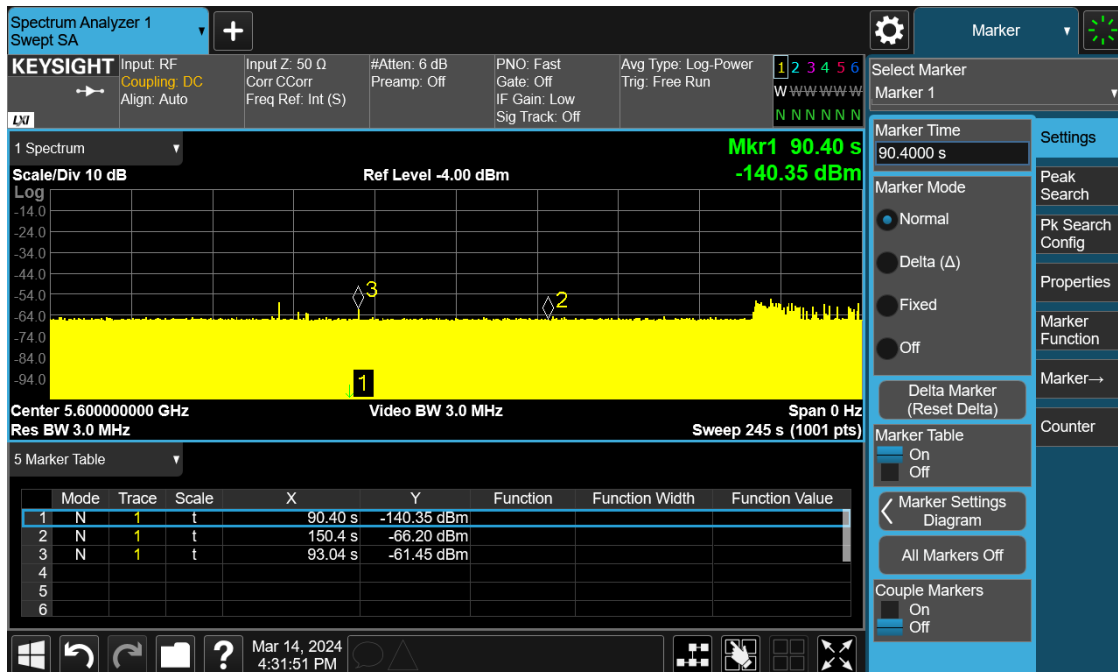 Spectrum Analyzer 1
Swept SA
Marker
KEYSIGHT
LXI
Input: RF
Coupling: DC
Align: Auto
Input Z: 50 Ω
Corr CCorr
Freq Ref: Int (S)
#Atten: 6 dB
Preamp: Off
PNO: Fast
Gate: Off
IF Gain: Low
Sig Track: Off
Avg Type: Log-Power
Trig: Free Run
1 2 3 4 5 6
W W W W W W
N N N N N N
Select Marker
Marker 1
1 Spectrum
Mkr1 90.40 s
-140.35 dBm
Scale/Div 10 dB
Ref Level -4.00 dBm
Log
-14.0
-24.0
-34.0
-44.0
-54.0
-64.0
-74.0
-84.0
-94.0
3
2
1
Center 5.600000000 GHz
Video BW 3.0 MHz
Span 0 Hz
Res BW 3.0 MHz
Sweep 245 s (1001 pts)
5 Marker Table
Mode Trace Scale X Y Function Function Width Function Value
1 N 1 t 90.40 s -140.35 dBm
2 N 1 t 150.4 s -66.20 dBm
3 N 1 t 93.04 s -61.45 dBm
4
5
6
Marker Time
90.4000 s
Marker Mode
Normal
Delta (Δ)
Fixed
Off
Delta Marker
(Reset Delta)
Marker Table
On
Off
Marker Settings
Diagram
All Markers Off
Couple Markers
On
Off
Settings
Peak
Search
Pk Search
Config
Properties
Marker
Function
Marker→
Counter
?
Mar 14, 2024
4:31:51 PM